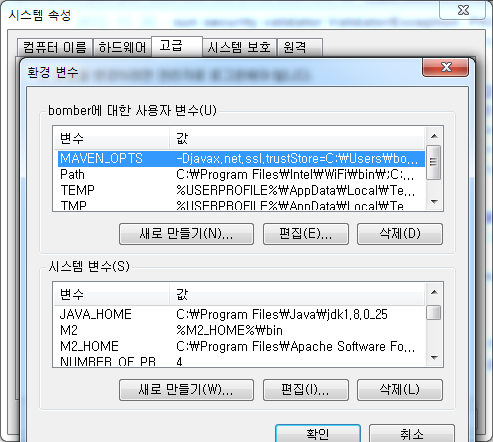 시스템 속성
컴퓨터 이름 하드웨어 고급 시스템 보호 원격
환경 변수
bomber에 대한 사용자 변수(U)
변수 값
MAVEN_OPTS -Djavax.net.ssl.trustStore=C:₩Users₩bo...
Path C:₩Program Files₩Intel₩WiFi₩bin₩;C:...
TEMP %USERPROFILE%₩AppData₩Local₩Te...
TMP %USERPROFILE%₩AppData₩Local₩Te...
새로 만들기(N)... 편집(E)... 삭제(D)
시스템 변수(S)
변수 값
JAVA_HOME C:₩Program Files₩Java₩jdk1.8.0_25
M2 %M2_HOME%₩bin
M2_HOME C:₩Program Files₩Apache Software Fo...
NUMBER_OF_PR... 4
새로 만들기(W)... 편집(I)... 삭제(L)
확인 취소